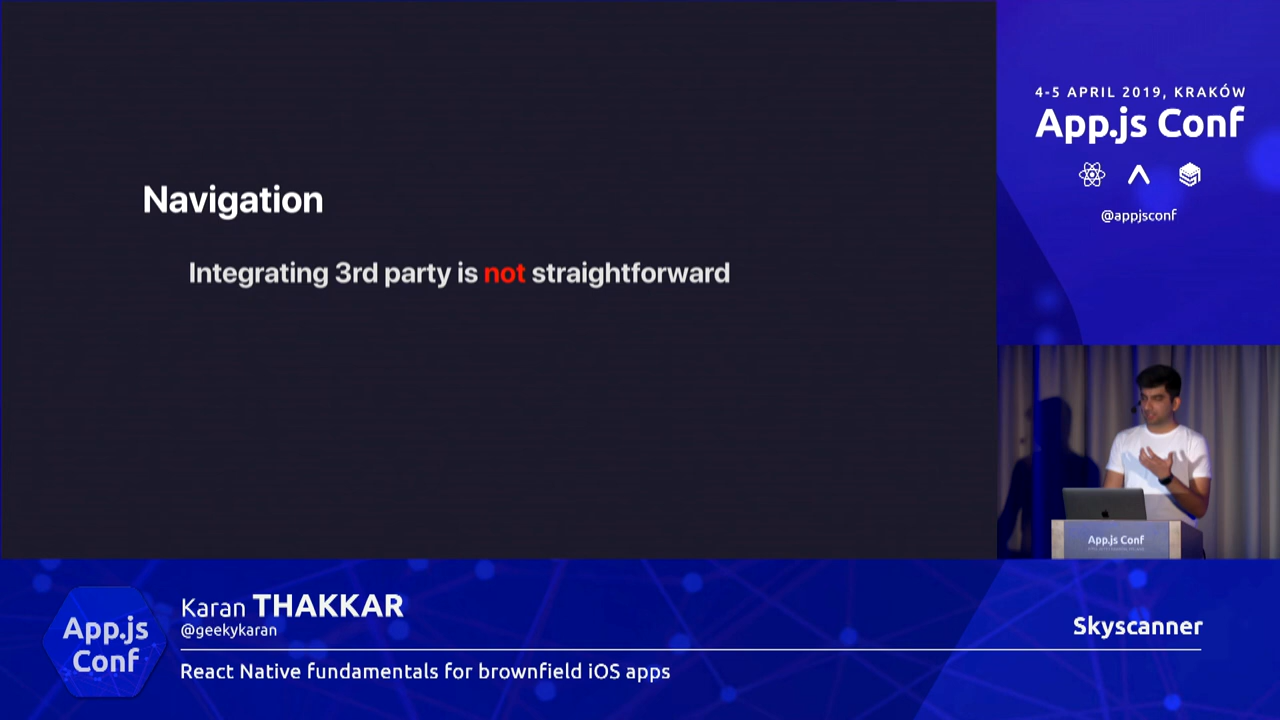 Navigation
Integrating 3rd party is not straightforward
4-5 APRIL 2019, KRAKÓW
App.js Conf
@appjsconf
App.js Conf
App.js
Conf
Karan THAKKAR
@geekykaran
React Native fundamentals for brownfield iOS apps
Skyscanner